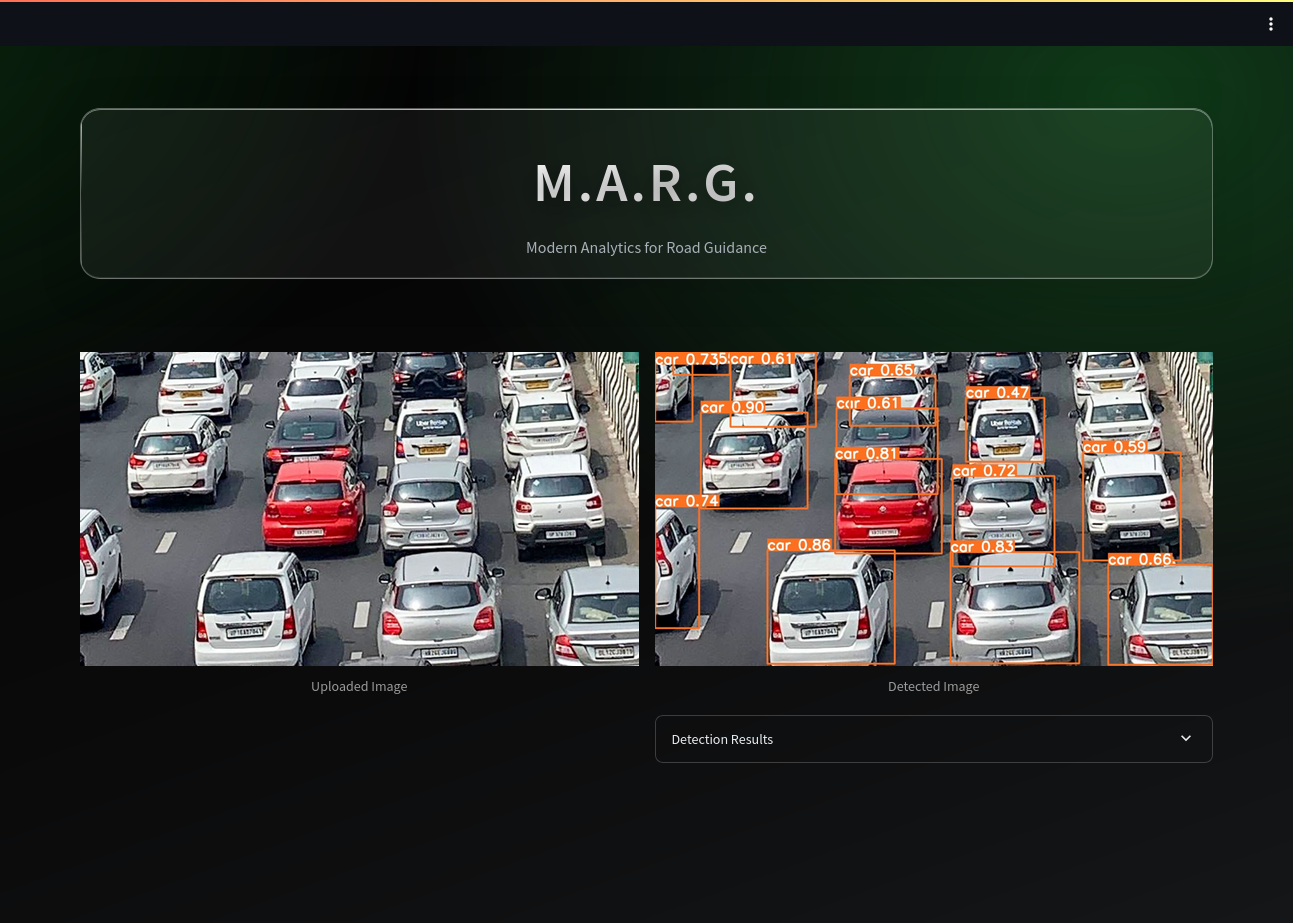 M.A.R.G.
Modern Analytics for Road Guidance
car 0.735
car 0.61
car 0.65
car 0.47
car 0.61
car 0.90
car 0.59
car 0.81
car 0.72
car 0.74
car 0.86
car 0.83
car 0.66
Uploaded Image
Detected Image
Detection Results